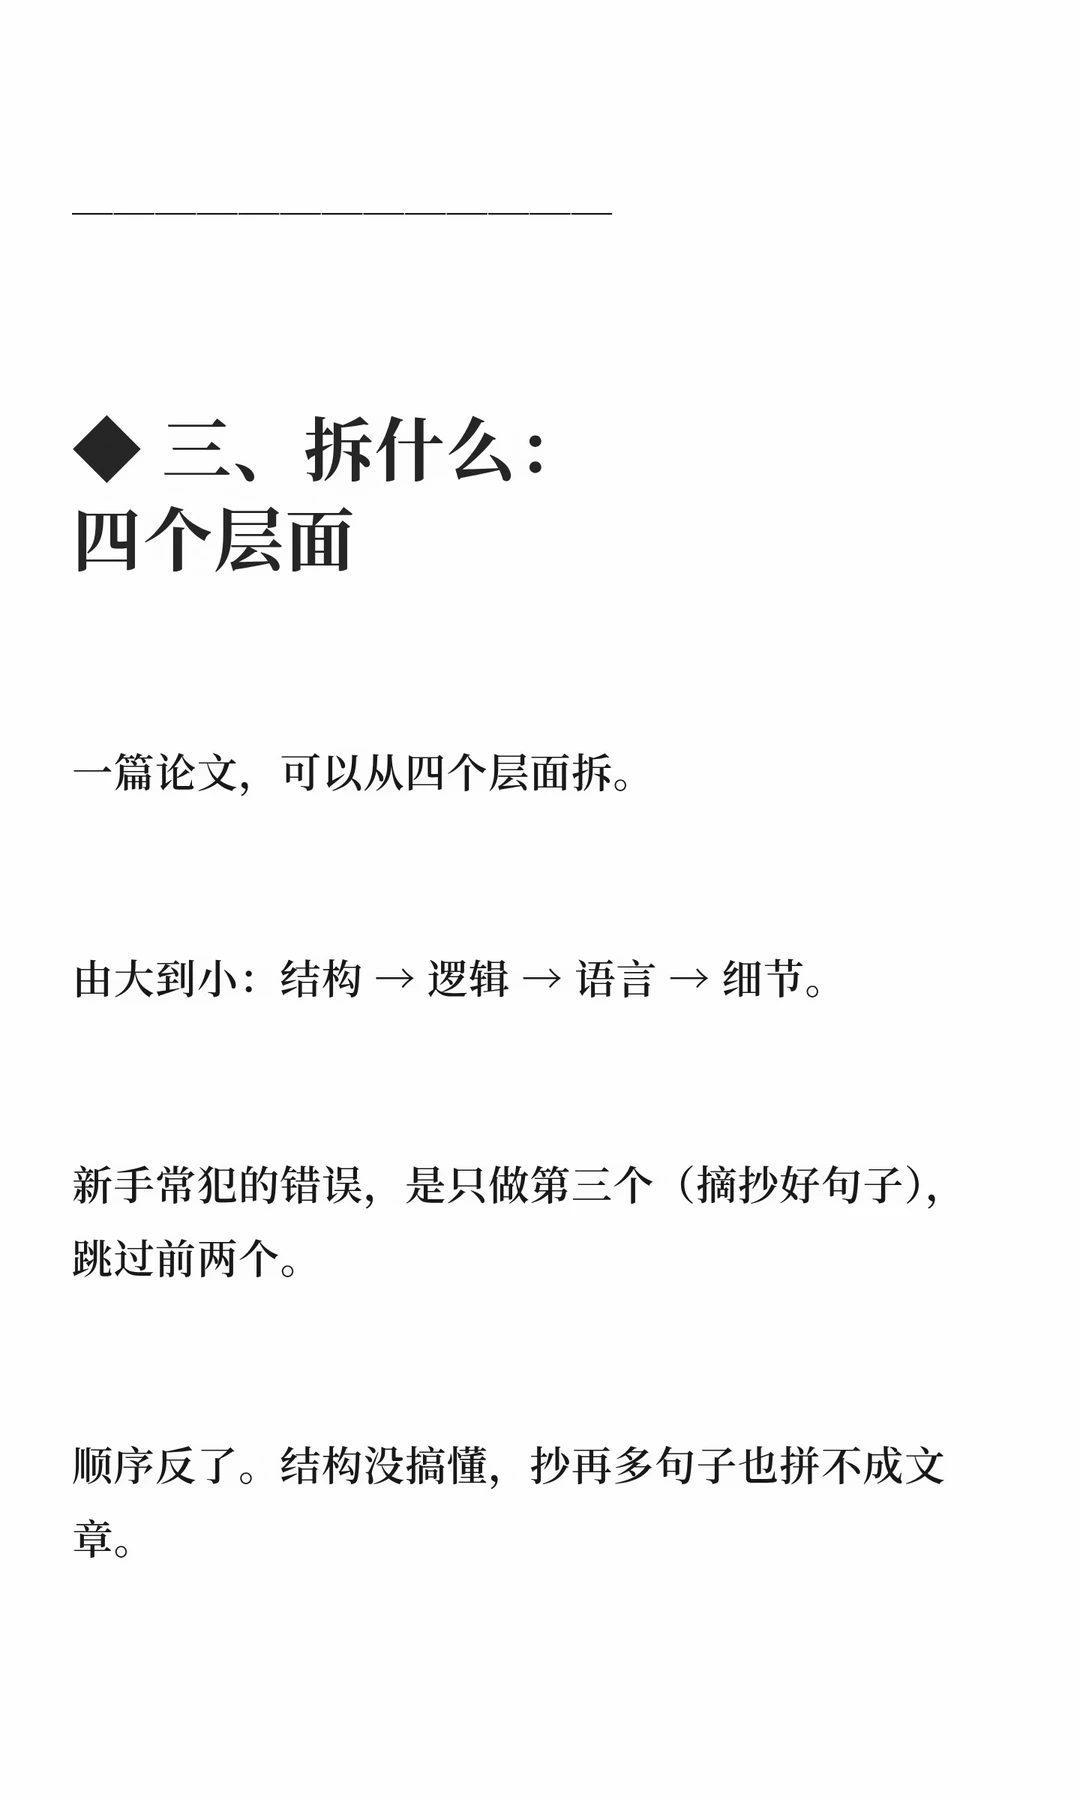 ◆ 三、拆什么：
四个层面
一篇论文，可以从四个层面拆。
由大到小：结构 → 逻辑 → 语言 → 细节。
新手常犯的错误，是只做第三个（摘抄好句子），
跳过前两个。
顺序反了。结构没搞懂，抄再多句子也拼不成文
章。